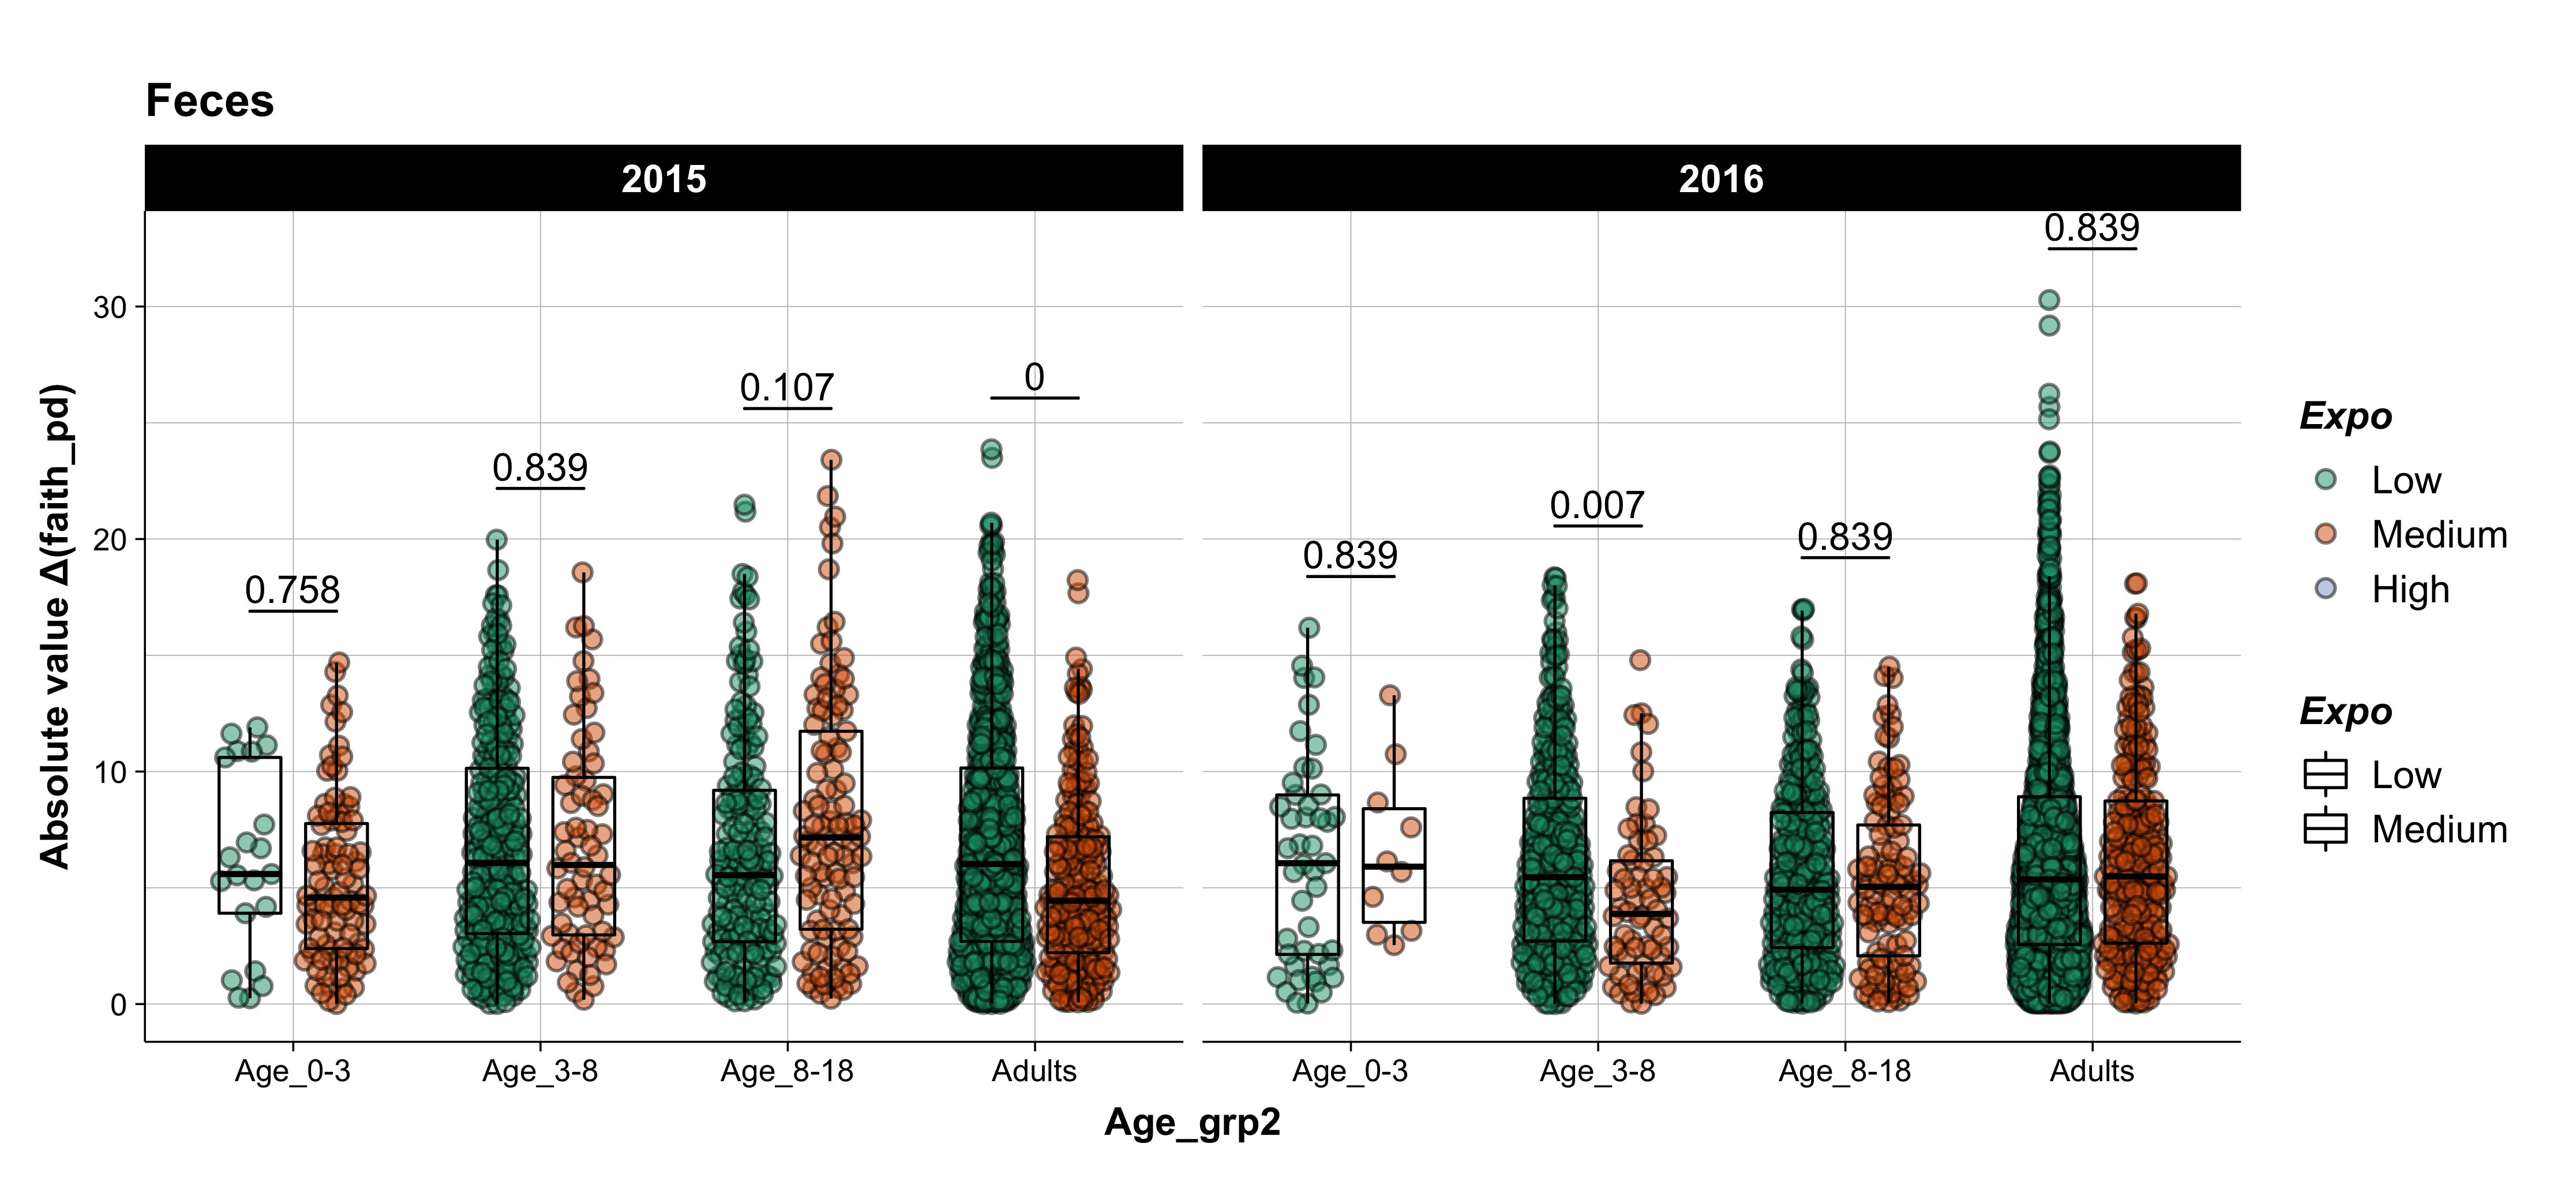 Feces
2015
2016
Absolute value Δ(faith_pd)
30
20
10
0
0.758
0.839
0.107
0
0.839
0.007
0.839
0.839
Age_0-3
Age_3-8
Age_8-18
Adults
Age_0-3
Age_3-8
Age_8-18
Adults
Age_grp2
Expo
Low
Medium
High
Expo
Low
Medium